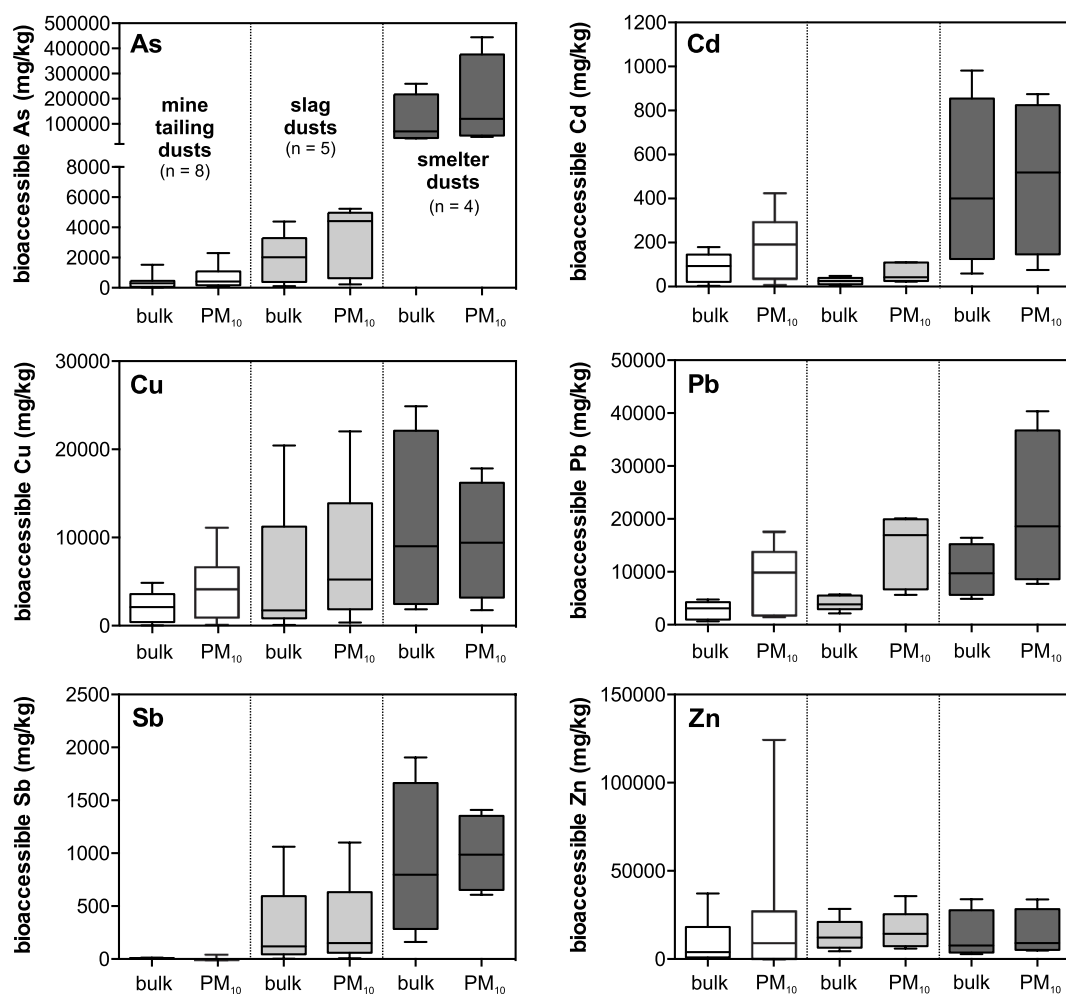 As
bioaccessible As (mg/kg)
500000
400000
300000
200000
100000
8000
6000
4000
2000
0
mine
tailing
dusts
(n = 8)
slag
dusts
(n = 5)
smelter
dusts
(n = 4)
bulk PM₁₀ bulk PM₁₀ bulk PM₁₀
Cd
bioaccessible Cd (mg/kg)
1200
1000
800
600
400
200
0
bulk PM₁₀ bulk PM₁₀ bulk PM₁₀
Cu
bioaccessible Cu (mg/kg)
30000
20000
10000
0
bulk PM₁₀ bulk PM₁₀ bulk PM₁₀
Pb
bioaccessible Pb (mg/kg)
50000
40000
30000
20000
10000
0
bulk PM₁₀ bulk PM₁₀ bulk PM₁₀
Sb
bioaccessible Sb (mg/kg)
2500
2000
1500
1000
500
0
bulk PM₁₀ bulk PM₁₀ bulk PM₁₀
Zn
bioaccessible Zn (mg/kg)
150000
100000
50000
0
bulk PM₁₀ bulk PM₁₀ bulk PM₁₀